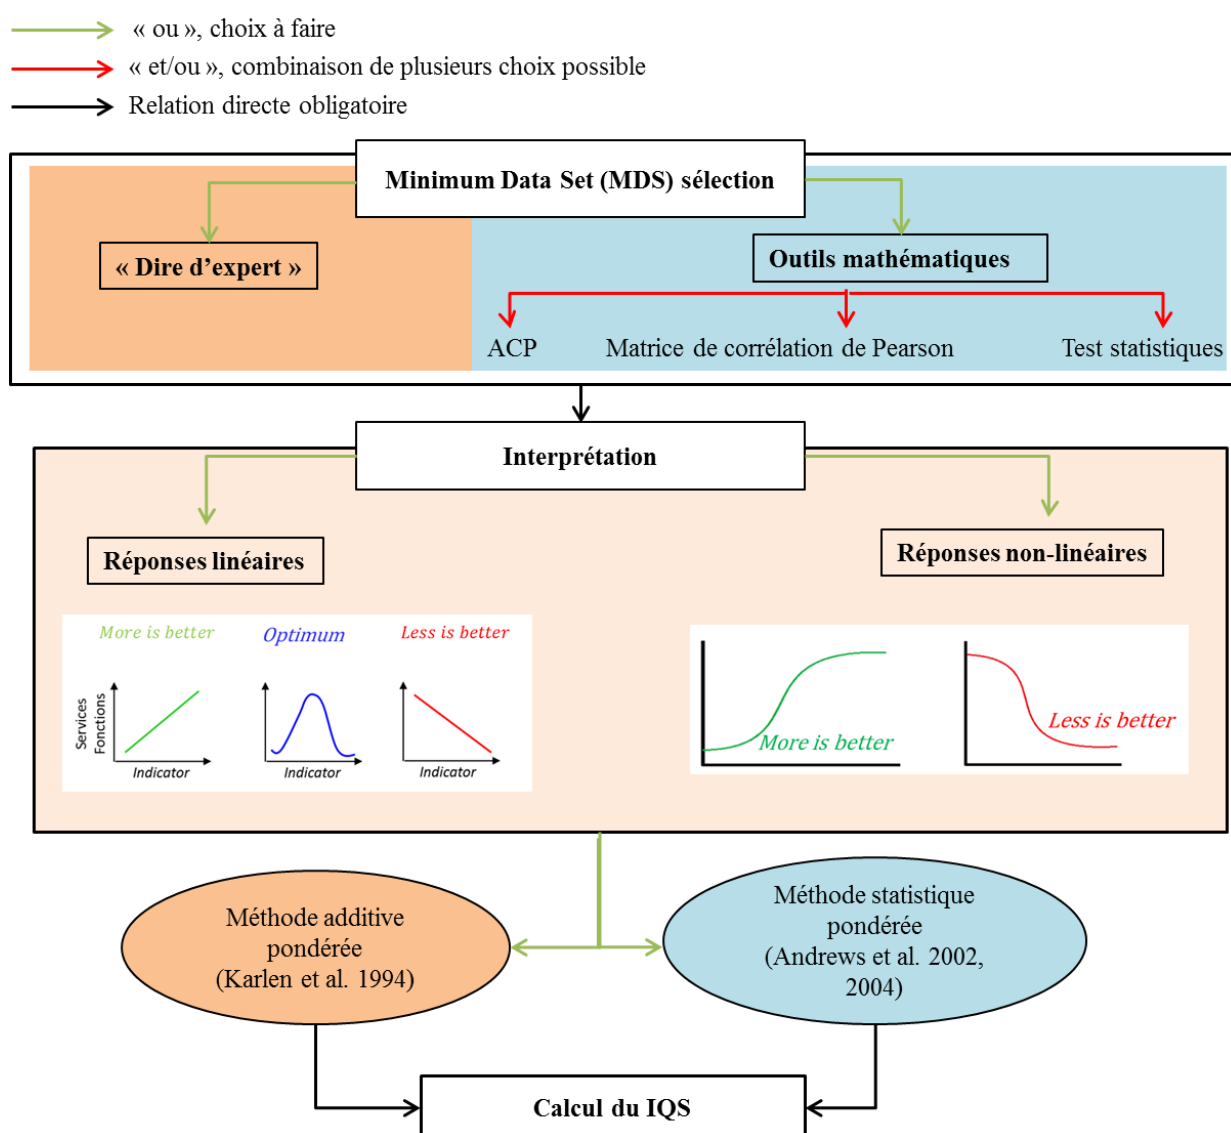 « ou », choix à faire
« et/ou », combinaison de plusieurs choix possible
Relation directe obligatoire
Minimum Data Set (MDS) sélection
« Dire d’expert »
Outils mathématiques
ACP
Matrice de corrélation de Pearson
Test statistiques
Interprétation
Réponses linéaires
Réponses non-linéaires
More is better
Optimum
Less is better
Services
Fonctions
Indicator
Indicator
Indicator
More is better
Less is better
Méthode additive
pondérée
(Karlen et al. 1994)
Méthode statistique
pondérée
(Andrews et al. 2002,
2004)
Calcul du IQS